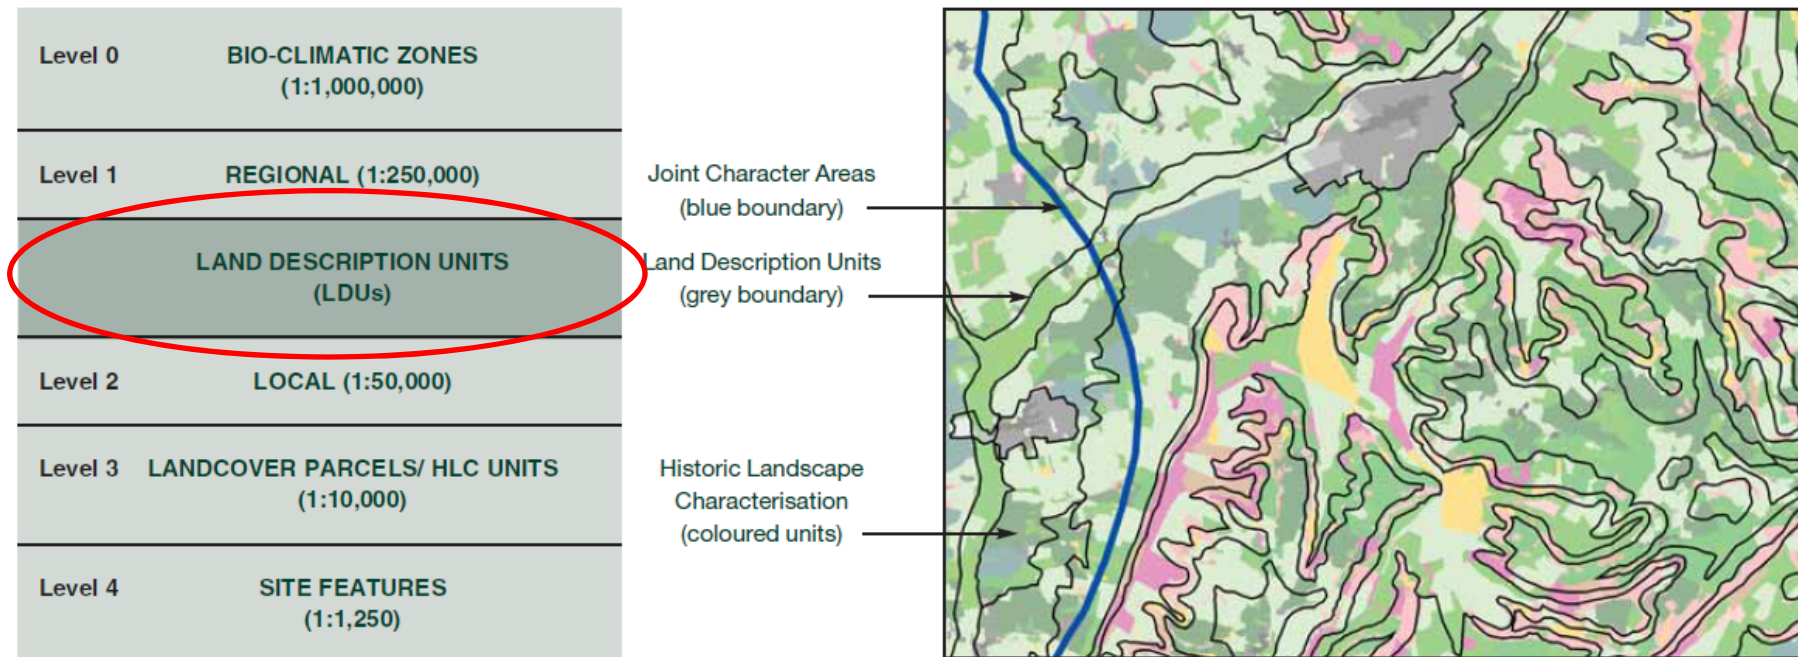 Level 0 BIO-CLIMATIC ZONES
(1:1,000,000)
Level 1 REGIONAL (1:250,000)
LAND DESCRIPTION UNITS
(LDUs)
Level 2 LOCAL (1:50,000)
Level 3 LANDCOVER PARCELS/ HLC UNITS
(1:10,000)
Level 4 SITE FEATURES
(1:1,250)
Joint Character Areas
(blue boundary)
Land Description Units
(grey boundary)
Historic Landscape
Characterisation
(coloured units)